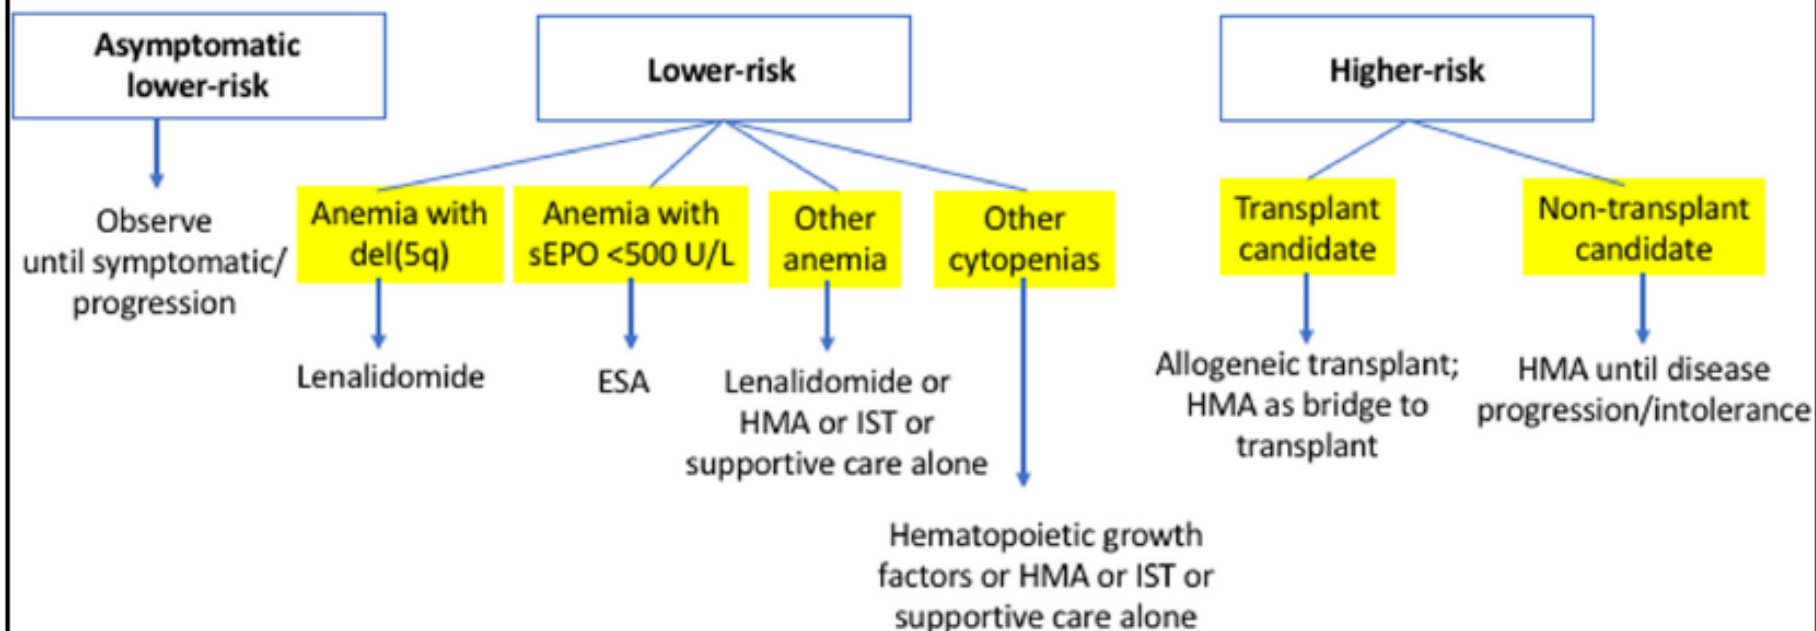 Asymptomatic
lower-risk
Observe
until symptomatic/
progression
Lower-risk
Anemia with
del(5q)
Lenalidomide
Anemia with
sEPO <500 U/L
ESA
Other
anemia
Lenalidomide or
HMA or IST or
supportive care alone
Other
cytopenias
Hematopoietic growth
factors or HMA or IST or
supportive care alone
Higher-risk
Transplant
candidate
Allogeneic transplant;
HMA as bridge to
transplant
Non-transplant
candidate
HMA until disease
progression/intolerance